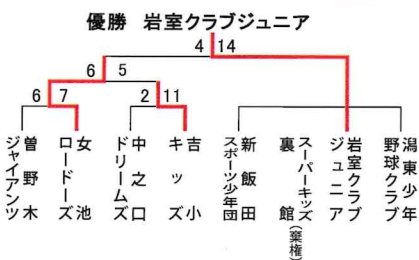 優勝 岩室クラブジュニア
4 14
6 5
6 7
2 11
曽野木
ジャイアンツ
女池
ローズ
中之口
ドリームズ
吉小
キッズ
新飯田
スポーツ少年団
裏館
スーパーキッズ
(棄権)
岩室クラブ
ジュニア
潟東少年
野球クラブ